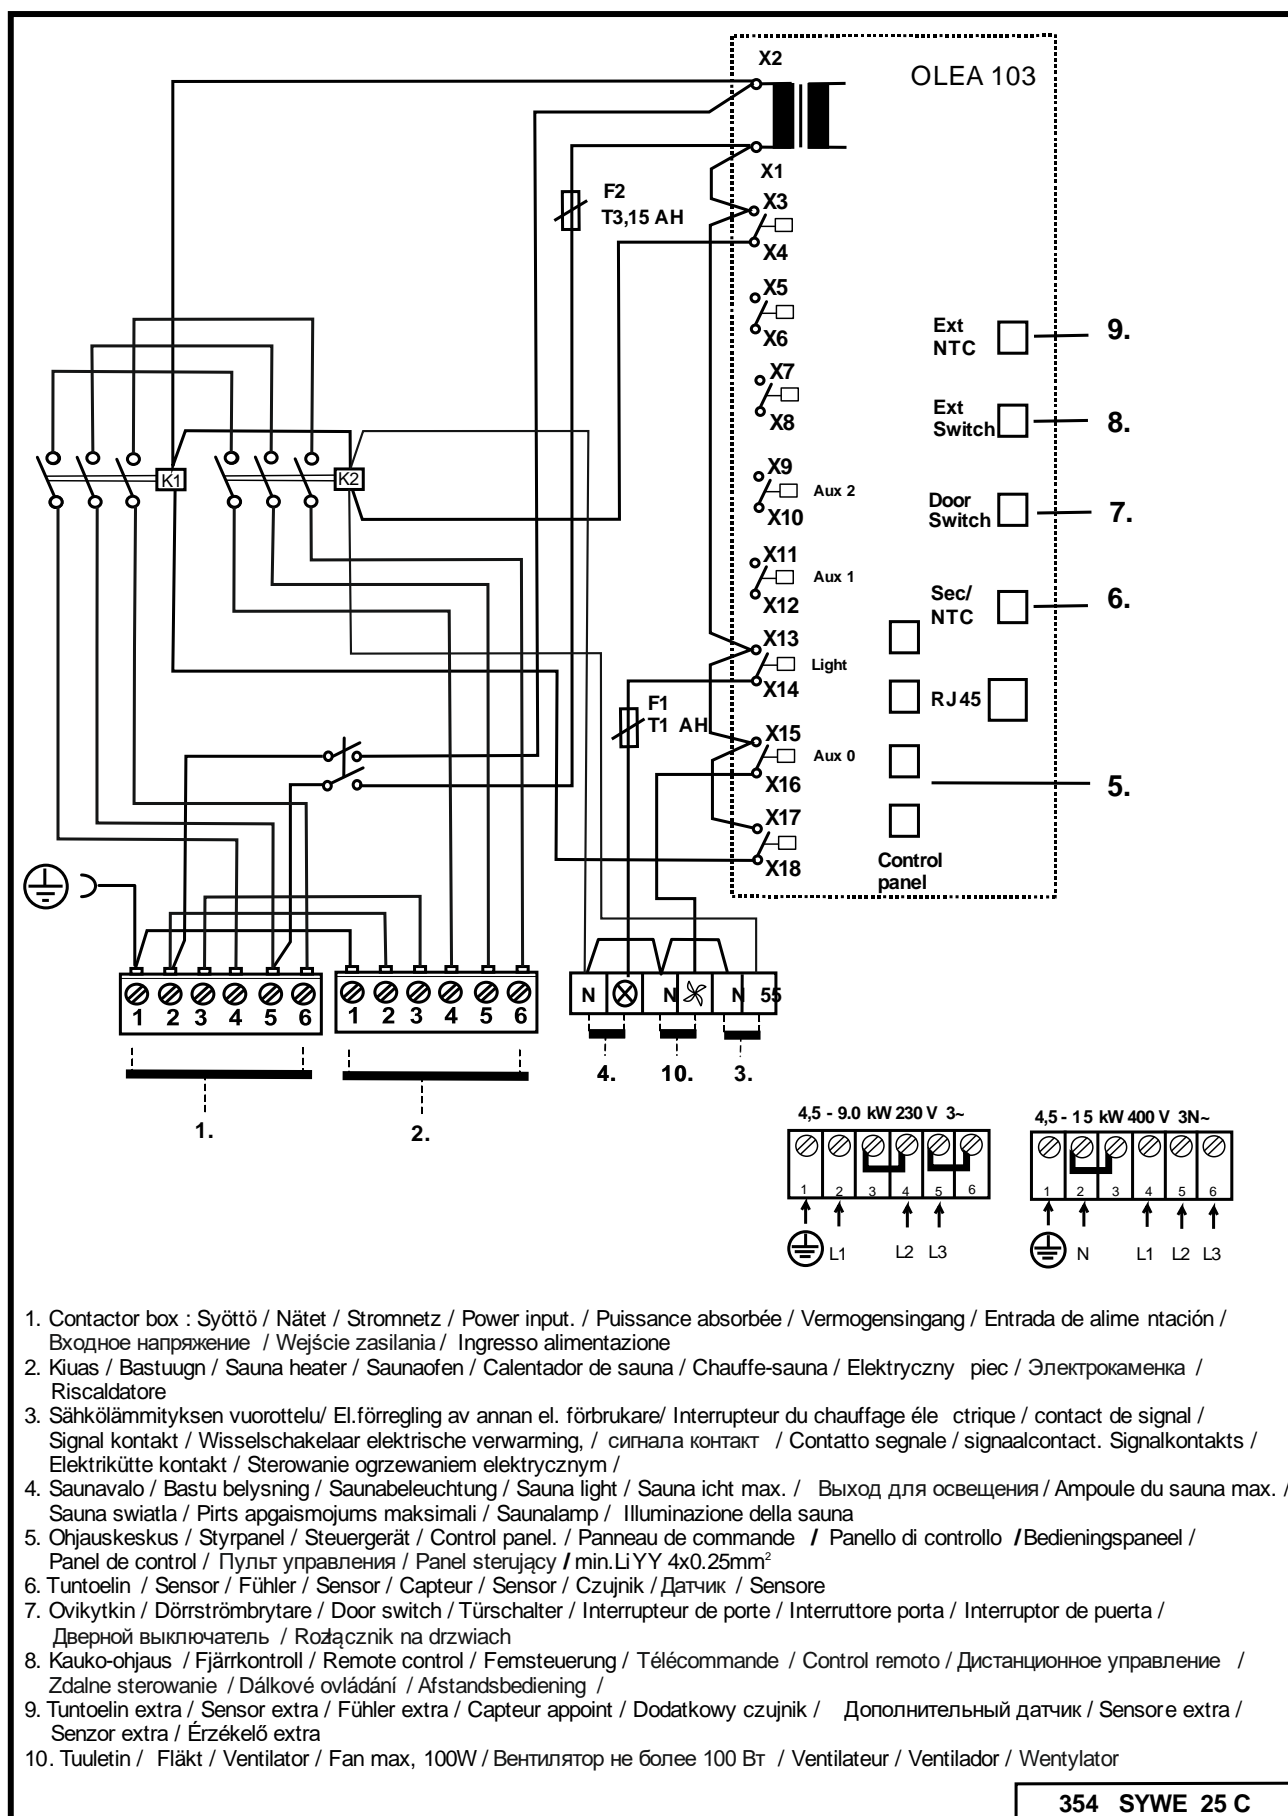 X2
OLEA 103
X1
F2
T3,15 AH
X3
X4
X5
X6
Ext
NTC
9.
X7
X8
Ext
Switch
8.
K1
K2
X9
Aux 2
X10
Door
Switch
7.
X11
Aux 1
X12
Sec/
NTC
6.
X13
Light
X14
F1
T1 AH
RJ45
X15
Aux 0
X16
5.
X17
X18
Control
panel
1 2 3 4 5 6
1 2 3 4 5 6
N N N 55
4. 10. 3.
1. 2.
4,5 - 9.0 kW 230 V 3~
1 2 3 4 5 6
L1 L2 L3
4,5 - 15 kW 400 V 3N~
1 2 3 4 5 6
N L1 L2 L3
1. Contactor box : Syöttö / Nätet / Stromnetz / Power input. / Puissance absorbée / Vermogensingang / Entrada de alime ntación /
Входное напряжение / Wejście zasilania / Ingresso alimentazione
2. Kiuas / Bastuugn / Sauna heater / Saunaofen / Calentador de sauna / Chauffe-sauna / Elektryczny piec / Электрокаменка /
Riscaldatore
3. Sähkölämmityksen vuorottelu/ El.förregling av annan el. förbrukare/ Interrupteur du chauffage éle ctrique / contact de signal /
Signal kontakt / Wisselschakelaar elektrische verwarming, / сигнала контакт / Contatto segnale / signaalcontact. Signalkontakts /
Elektrikütte kontakt / Sterowanie ogrzewaniem elektrycznym /
4. Saunavalo / Bastu belysning / Saunabeleuchtung / Sauna light / Sauna icht max. / Выход для освещения / Ampoule du sauna max. /
Sauna swiatla / Pirts apgaismojums maksimali / Saunalamp / Illuminazione della sauna
5. Ohjauskeskus / Styrpanel / Steuergerät / Control panel. / Panneau de commande / Panello di controllo / Bedieningspaneel /
Panel de control / Пульт управления / Panel sterujący / min.LiYY 4x0.25mm²
6. Tuntoelin / Sensor / Fühler / Sensor / Capteur / Sensor / Czujnik / Датчик / Sensore
7. Ovikytkin / Dörrströmbrytare / Door switch / Türschalter / Interrupteur de porte / Interruttore porta / Interruptor de puerta /
Дверной выключатель / Rozłącznik na drzwiach
8. Kauko-ohjaus / Fjärrkontroll / Remote control / Femsteuerung / Télécommande / Control remoto / Дистанционное управление /
Zdalne sterowanie / Dálkové ovládání / Afstandsbediening /
9. Tuntoelin extra / Sensor extra / Fühler extra / Capteur appoint / Dodatkowy czujnik / Дополнительный датчик / Sensore extra /
Senzor extra / Érzékelő extra
10. Tuuletin / Fläkt / Ventilator / Fan max, 100W / Вентилятор не более 100 Вт / Ventilateur / Ventilador / Wentylator
354 SYWE 25 C